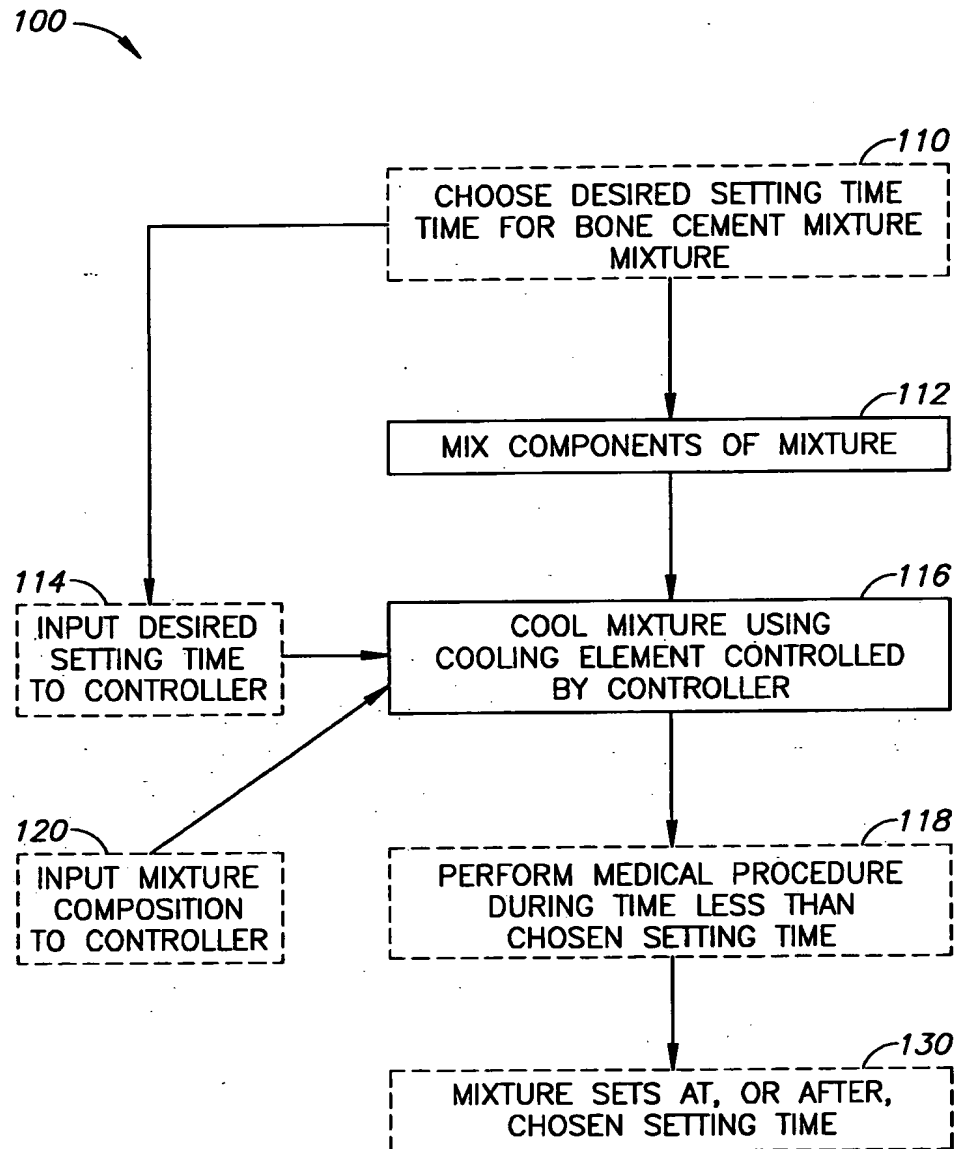 100
110
CHOOSE DESIRED SETTING TIME
TIME FOR BONE CEMENT MIXTURE
MIXTURE
112
MIX COMPONENTS OF MIXTURE
114
INPUT DESIRED
SETTING TIME
TO CONTROLLER
116
COOL MIXTURE USING
COOLING ELEMENT CONTROLLED
BY CONTROLLER
120
INPUT MIXTURE
COMPOSITION
TO CONTROLLER
118
PERFORM MEDICAL PROCEDURE
DURING TIME LESS THAN
CHOSEN SETTING TIME
130
MIXTURE SETS AT, OR AFTER,
CHOSEN SETTING TIME